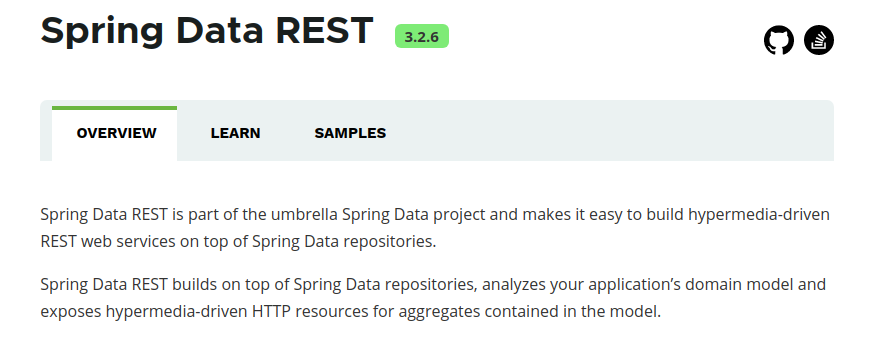 Spring Data REST 3.2.6
OVERVIEW LEARN SAMPLES
Spring Data REST is part of the umbrella Spring Data project and makes it easy to build hypermedia-driven
REST web services on top of Spring Data repositories.
Spring Data REST builds on top of Spring Data repositories, analyzes your application’s domain model and
exposes hypermedia-driven HTTP resources for aggregates contained in the model.